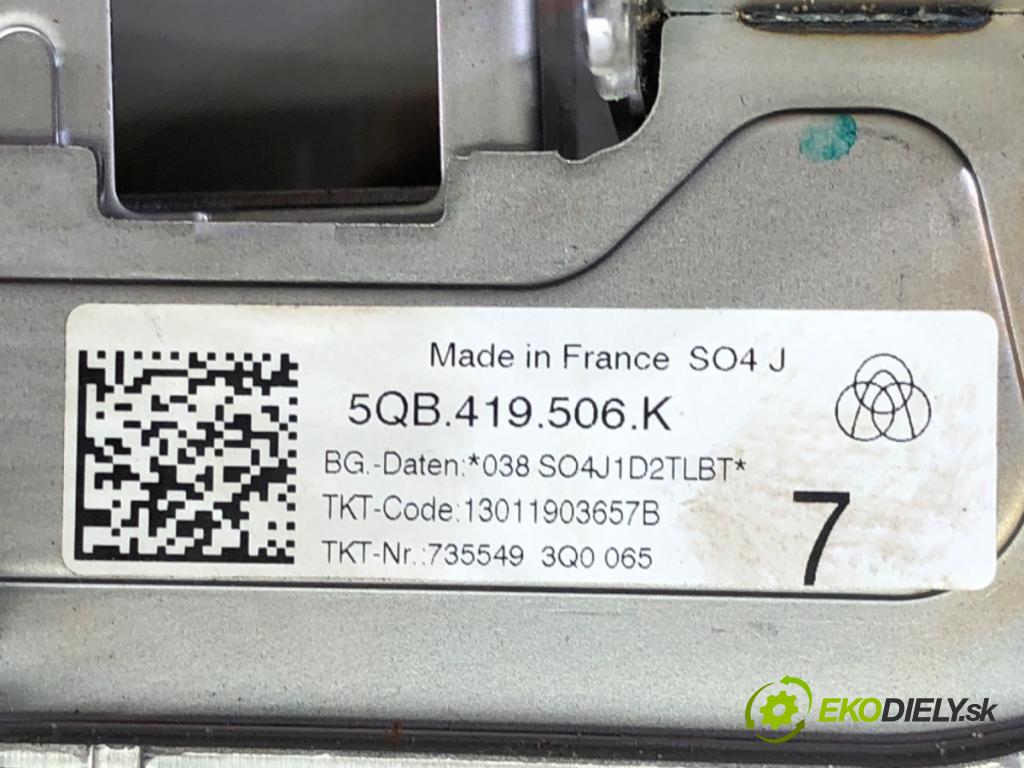 Made in France SO4 J
5QB.419.506.K
BG.-Daten:*038 SO4J1D2TLBT*
TKT-Code:13011903657B
TKT-Nr.:735549 3Q0 065
7
EKODIELY.sk